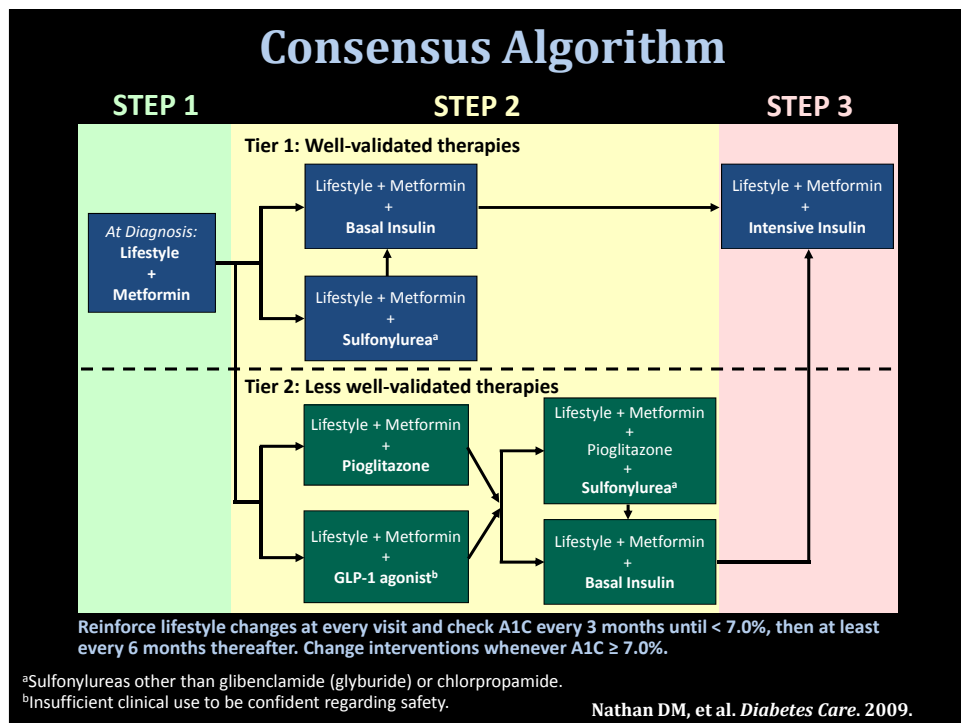 Consensus Algorithm
STEP 1
STEP 2
STEP 3
Tier 1: Well-validated therapies
At Diagnosis:
Lifestyle
+
Metformin
Lifestyle + Metformin
+
Basal Insulin
Lifestyle + Metformin
+
Sulfonylureaᵃ
Lifestyle + Metformin
+
Intensive Insulin
Tier 2: Less well-validated therapies
Lifestyle + Metformin
+
Pioglitazone
Lifestyle + Metformin
+
GLP-1 agonistᵇ
Lifestyle + Metformin
+
Pioglitazone
+
Sulfonylureaᵃ
Lifestyle + Metformin
+
Basal Insulin
Reinforce lifestyle changes at every visit and check A1C every 3 months until < 7.0%, then at least
every 6 months thereafter. Change interventions whenever A1C ≥ 7.0%.
ᵃSulfonylureas other than glibenclamide (glyburide) or chlorpropamide.
ᵇInsufficient clinical use to be confident regarding safety.
Nathan DM, et al. Diabetes Care. 2009.